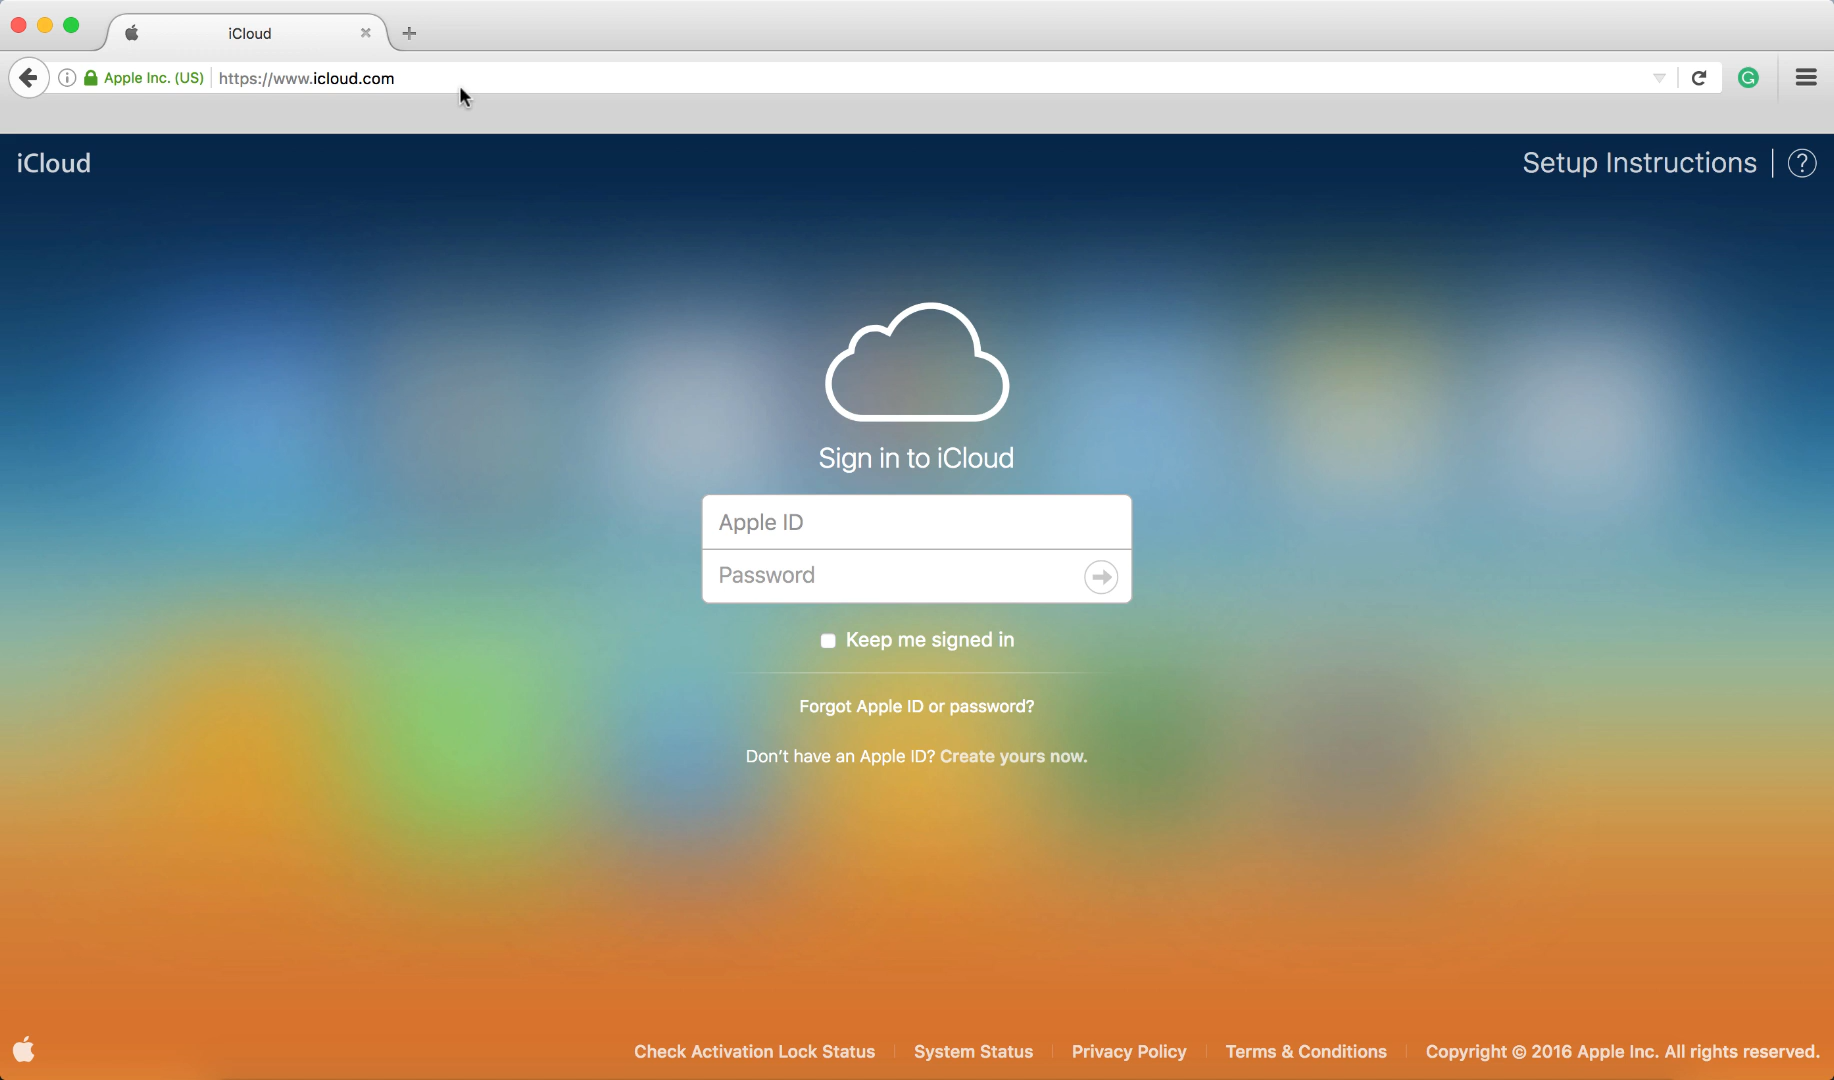 iCloud
Apple Inc. (US) https://www.icloud.com
iCloud
Setup Instructions | ?
Sign in to iCloud
Apple ID
Password
Keep me signed in
Forgot Apple ID or password?
Don't have an Apple ID? Create yours now.
Check Activation Lock Status | System Status | Privacy Policy | Terms & Conditions | Copyright © 2016 Apple Inc. All rights reserved.